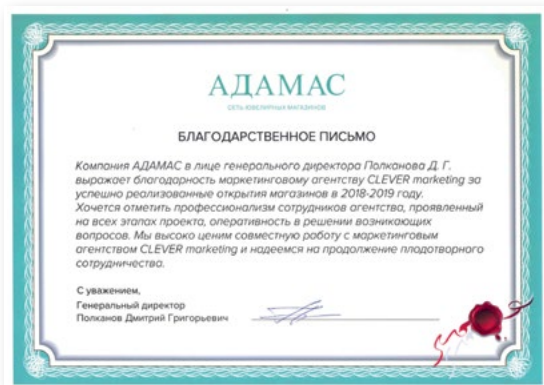 АДАМАС
СЕТЬ ЮВЕЛИРНЫХ МАГАЗИНОВ
БЛАГОДАРСТВЕННОЕ ПИСЬМО
Компания АДАМАС в лице генерального директора Полканова Д. Г.
выражает благодарность маркетинговому агентству CLEVER marketing за
успешно реализованные открытия магазинов в 2018-2019 году.
Хочется отметить профессионализм сотрудников агентства, проявленный
на всех этапах проекта, оперативность в решении возникающих
вопросов. Мы высоко ценим совместную работу с маркетинговым
агентством CLEVER marketing и надеемся на продолжение плодотворного
сотрудничества.
С уважением,
Генеральный директор
Полканов Дмитрий Григорьевич